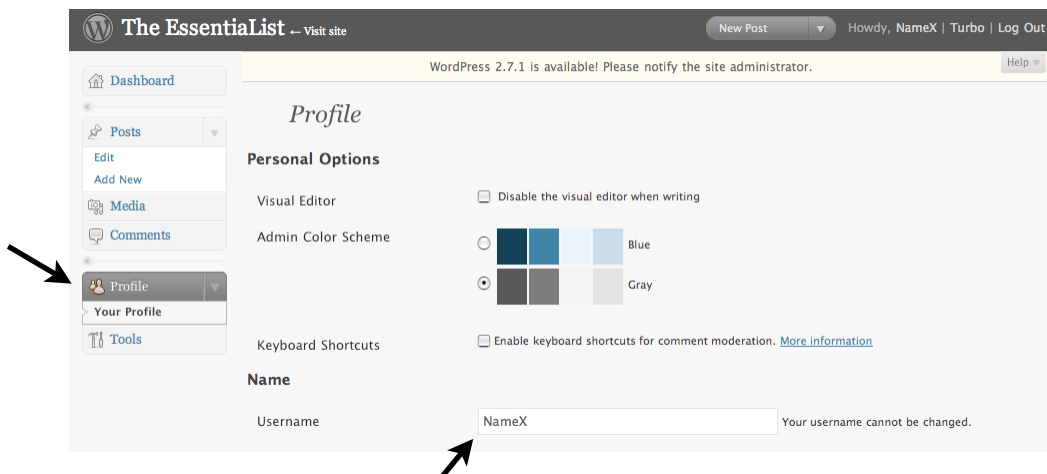 The EssentiaList ← Visit site
New Post
Howdy, NameX | Turbo | Log Out
WordPress 2.7.1 is available! Please notify the site administrator.
Help
Dashboard
Posts
Edit
Add New
Media
Comments
Profile
Your Profile
Tools
Profile
Personal Options
Visual Editor
Disable the visual editor when writing
Admin Color Scheme
Blue
Gray
Keyboard Shortcuts
Enable keyboard shortcuts for comment moderation. More information
Name
Username
NameX
Your username cannot be changed.